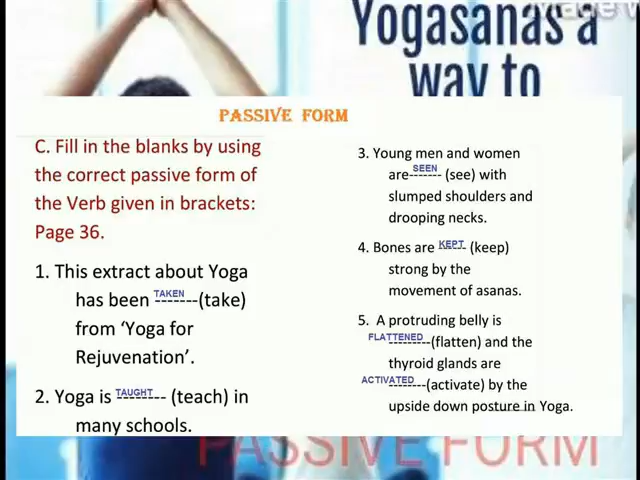 Made w
Yogasanas a
way to
PASSIVE FORM
C. Fill in the blanks by using
the correct passive form of
the Verb given in brackets:
Page 36.
1. This extract about Yoga
has been TAKEN -------(take)
from ‘Yoga for
Rejuvenation’.
2. Yoga is TAUGHT -------- (teach) in
many schools.
3. Young men and women
are SEEN ------- (see) with
slumped shoulders and
drooping necks.
4. Bones are KEPT ------ (keep)
strong by the
movement of asanas.
5. A protruding belly is
FLATTENED ---------(flatten) and the
thyroid glands are
ACTIVATED --------(activate) by the
upside down posture in Yoga.
PASSIVE FORM